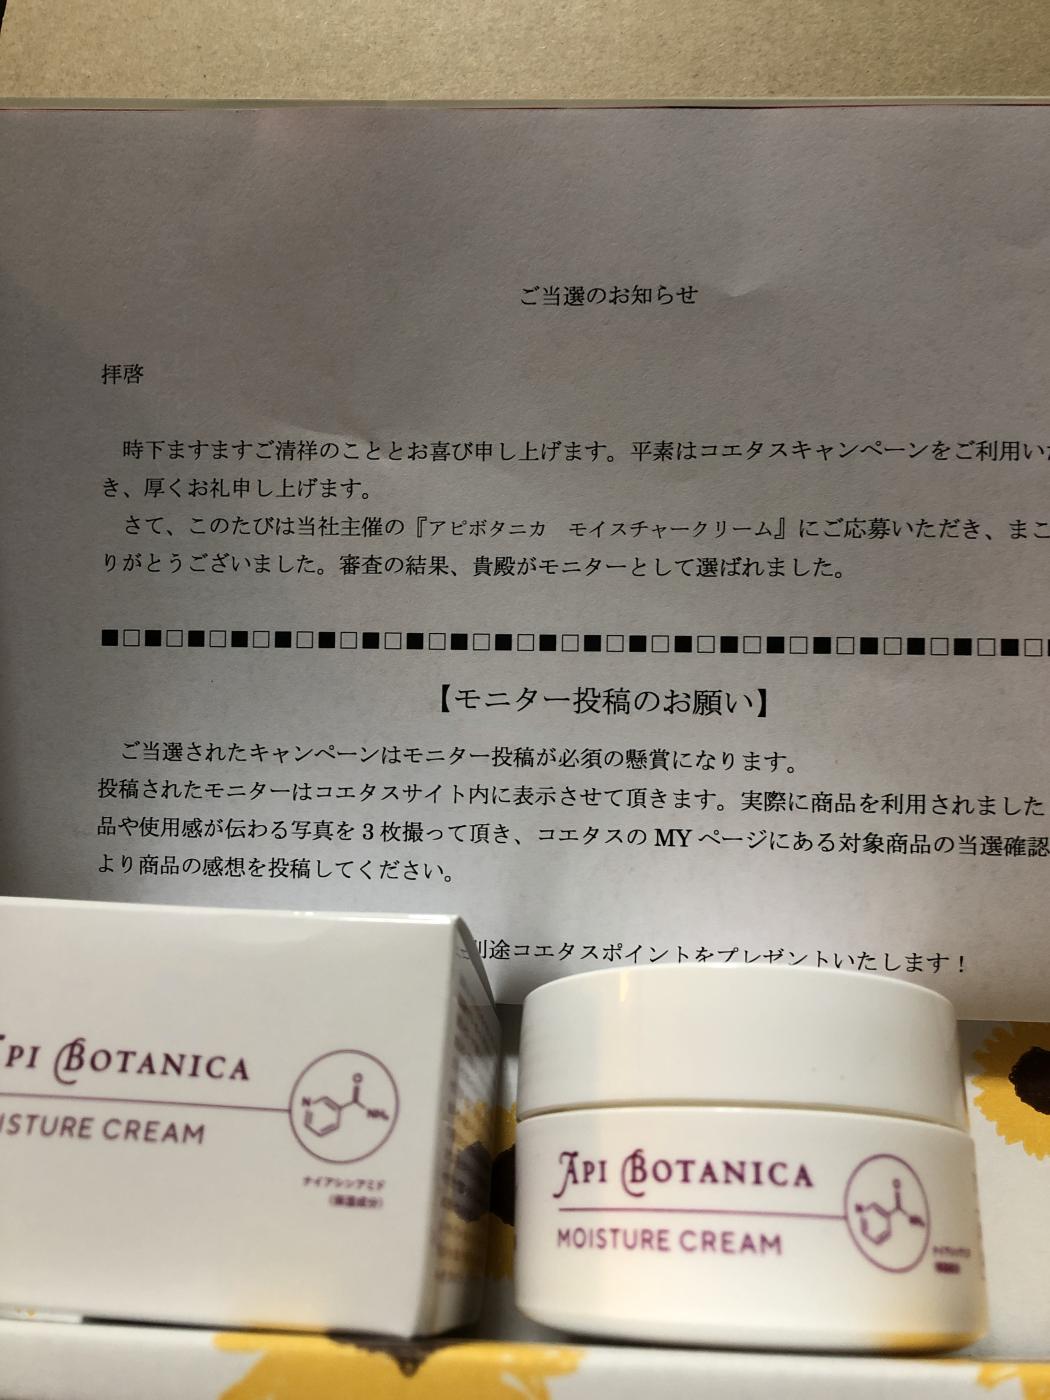 ご当選のお知らせ
拝啓
時下ますますご清祥のこととお喜び申し上げます。平素はコエタスキャンペーンをご利用いた
き、厚くお礼申し上げます。
さて、このたびは当社主催の『アピボタニカ　モイスチャークリーム』にご応募いただき、まこ
りがとうございました。審査の結果、貴殿がモニターとして選ばれました。
■□■□■□■□■□■□■□■□■□■□■□■□■□■□■□■□■□■□■□■□■□■□■
【モニター投稿のお願い】
ご当選されたキャンペーンはモニター投稿が必須の懸賞になります。
投稿されたモニターはコエタスサイト内に表示させて頂きます。実際に商品を利用されました
品や使用感が伝わる写真を3枚撮って頂き、コエタスのMYページにある対象商品の当選確認
より商品の感想を投稿してください。
別途コエタスポイントをプレゼントいたします！
API BOTANICA
ISTURE CREAM
N
O
NH₂
ナイアシンアミド
(保湿成分)
API BOTANICA
MOISTURE CREAM